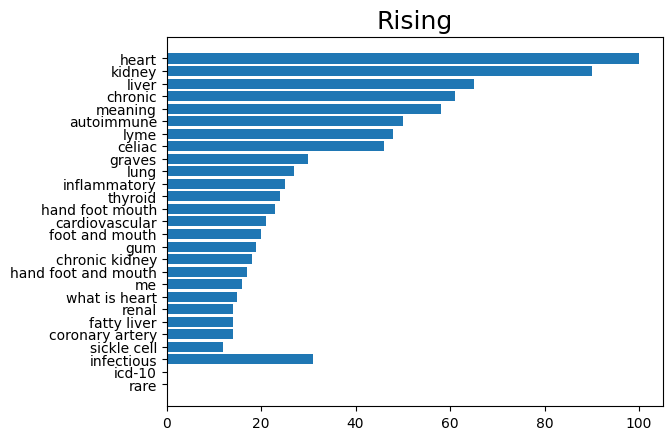 Rising
heart
kidney
liver
chronic
meaning
autoimmune
lyme
celiac
graves
lung
inflammatory
thyroid
hand foot mouth
cardiovascular
foot and mouth
gum
chronic kidney
hand foot and mouth
me
what is heart
renal
fatty liver
coronary artery
sickle cell
infectious
icd-10
rare
0 20 40 60 80 100